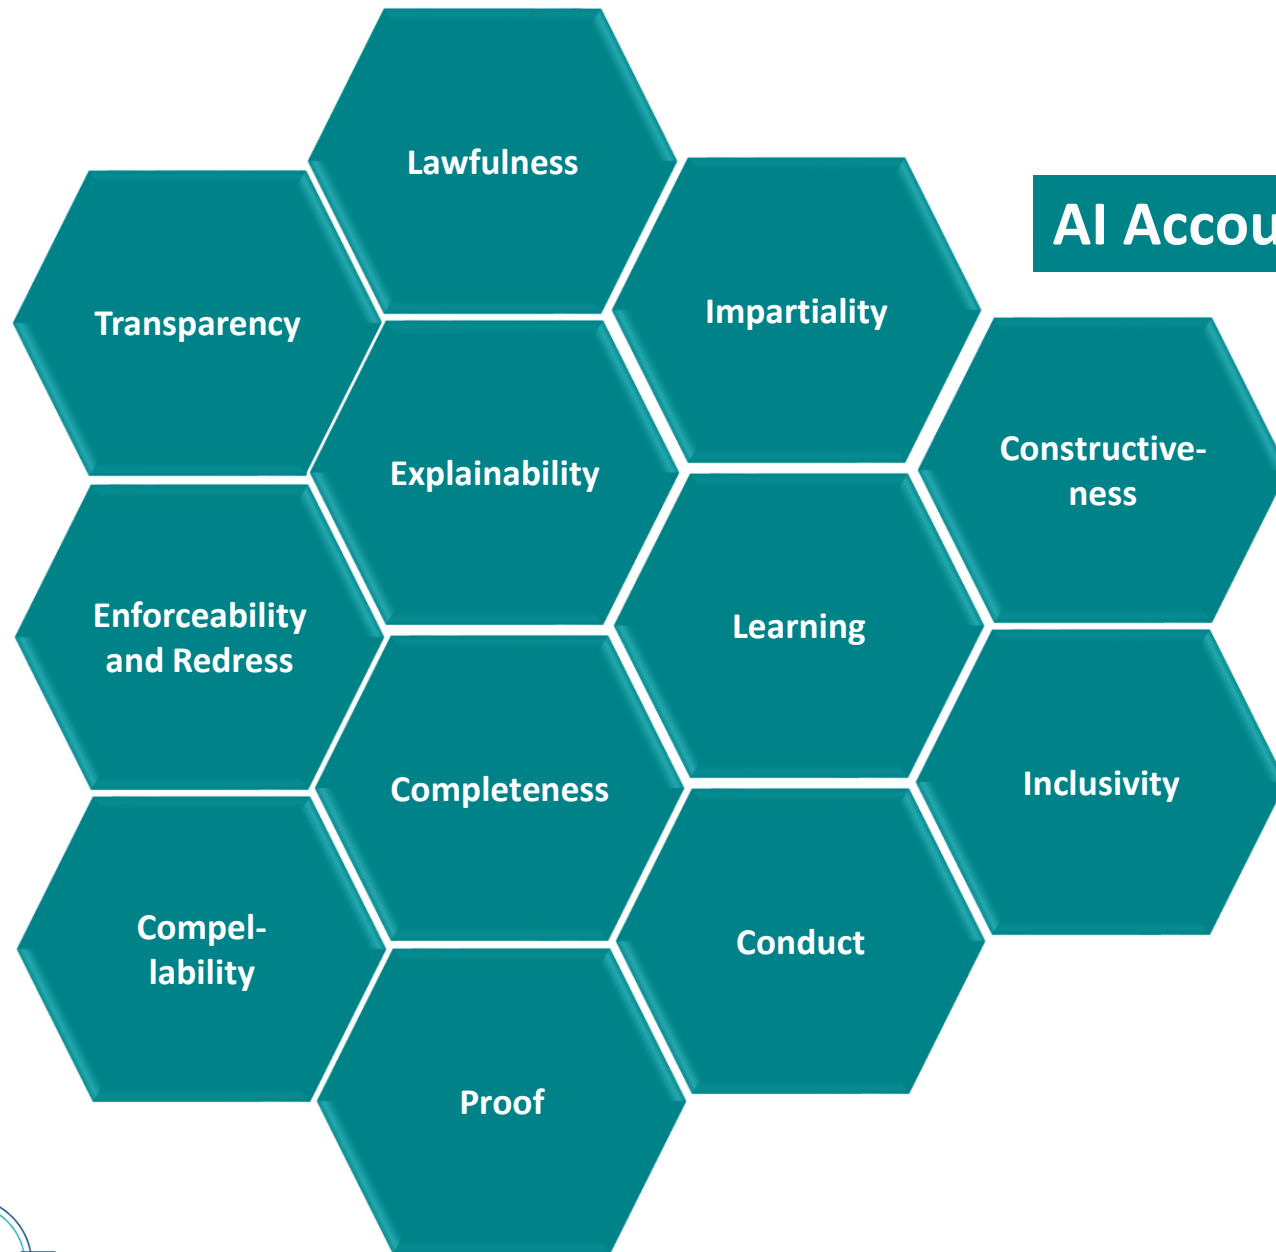 Lawfulness
AI Accou
Transparency
Impartiality
Explainability
Constructive-
ness
Enforceability
and Redress
Learning
Completeness
Inclusivity
Compel-
lability
Conduct
Proof